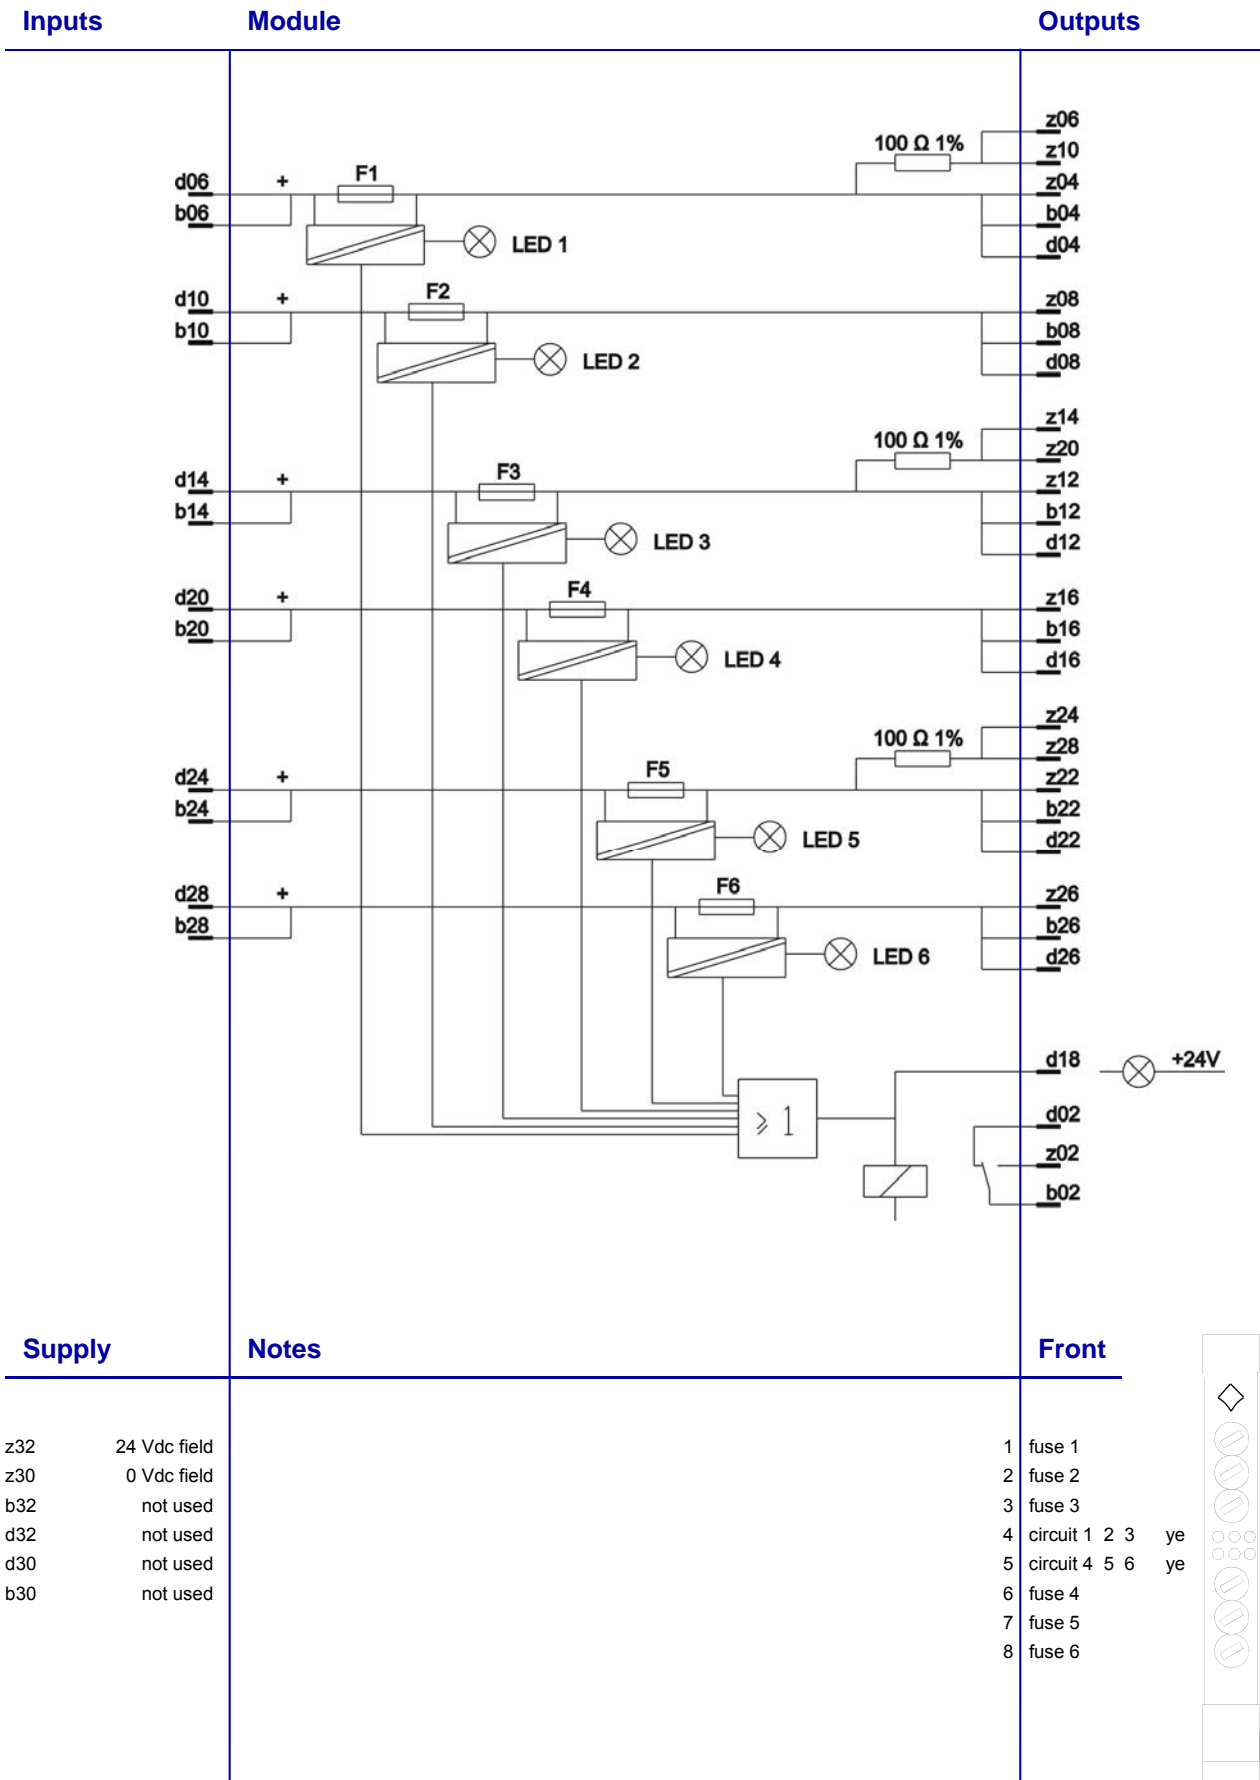 Inputs Module Outputs
z06
100 Ω 1%
z10
d06 + F1 z04
b06 b04
LED 1 d04
d10 + F2 z08
b10 b08
LED 2 d08
z14
100 Ω 1%
z20
d14 + F3 z12
b14 b12
LED 3 d12
d20 + F4 z16
b20 b16
LED 4 d16
z24
100 Ω 1%
z28
d24 + F5 z22
b24 b22
LED 5 d22
d28 + F6 z26
b28 b26
LED 6 d26
d18 +24V
⩾ 1 d02
z02
b02
Supply Notes Front
z32 24 Vdc field 1 fuse 1
z30 0 Vdc field 2 fuse 2
b32 not used 3 fuse 3
d32 not used 4 circuit 1 2 3 ye
d30 not used 5 circuit 4 5 6 ye
b30 not used 6 fuse 4
7 fuse 5
8 fuse 6